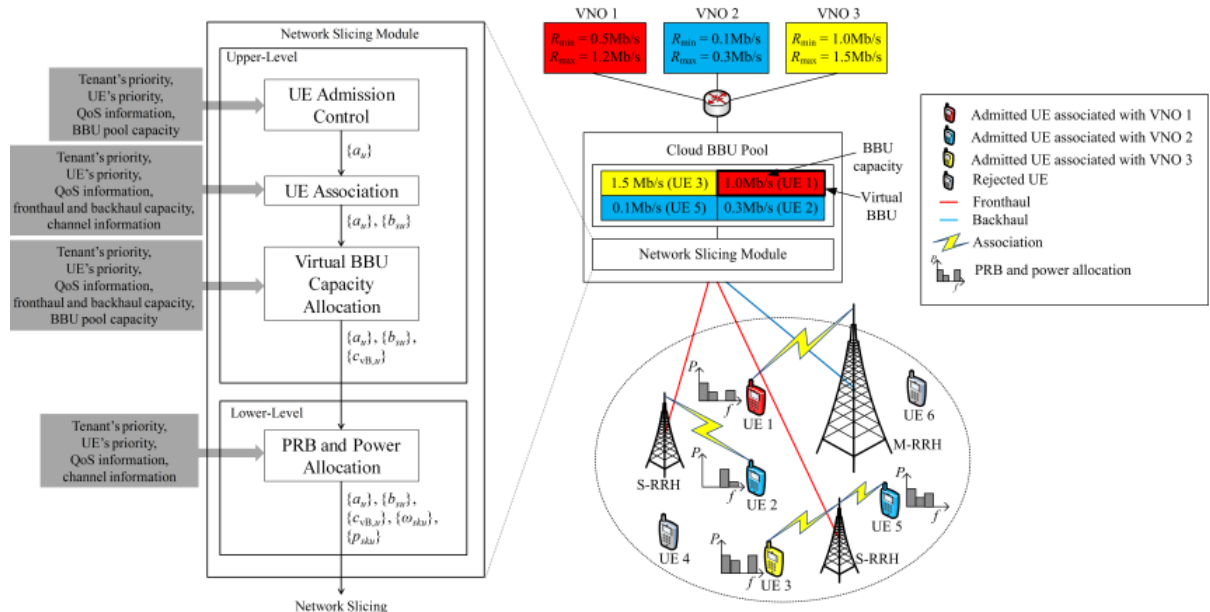 Network Slicing Module
Upper-Level
Tenant's priority,
UE's priority,
QoS information,
BBU pool capacity
UE Admission
Control
{a_u}
Tenant's priority,
UE's priority,
QoS information,
fronthaul and backhaul capacity,
channel information
UE Association
{a_u}, {b_su}
Tenant's priority,
UE's priority,
QoS information,
fronthaul and backhaul capacity,
BBU pool capacity
Virtual BBU
Capacity
Allocation
{a_u}, {b_su},
{c_vB,u}
Lower-Level
Tenant's priority,
UE's priority,
QoS information,
channel information
PRB and Power
Allocation
{a_u}, {b_su},
{c_vB,u}, {ω_sku},
{p_sku}
Network Slicing
VNO 1
VNO 2
VNO 3
R_min = 0.5Mb/s
R_max = 1.2Mb/s
R_min = 0.1Mb/s
R_max = 0.3Mb/s
R_min = 1.0Mb/s
R_max = 1.5Mb/s
Cloud BBU Pool
BBU
capacity
1.5 Mb/s (UE 3)
1.0Mb/s (UE 1)
0.1Mb/s (UE 5)
0.3Mb/s (UE 2)
Virtual
BBU
Network Slicing Module
P
f
UE 1
UE 6
M-RRH
S-RRH
P
f
UE 2
P
f
UE 5
UE 4
P
f
UE 3
S-RRH
Admitted UE associated with VNO 1
Admitted UE associated with VNO 2
Admitted UE associated with VNO 3
Rejected UE
Fronthaul
Backhaul
Association
P
f
PRB and power allocation